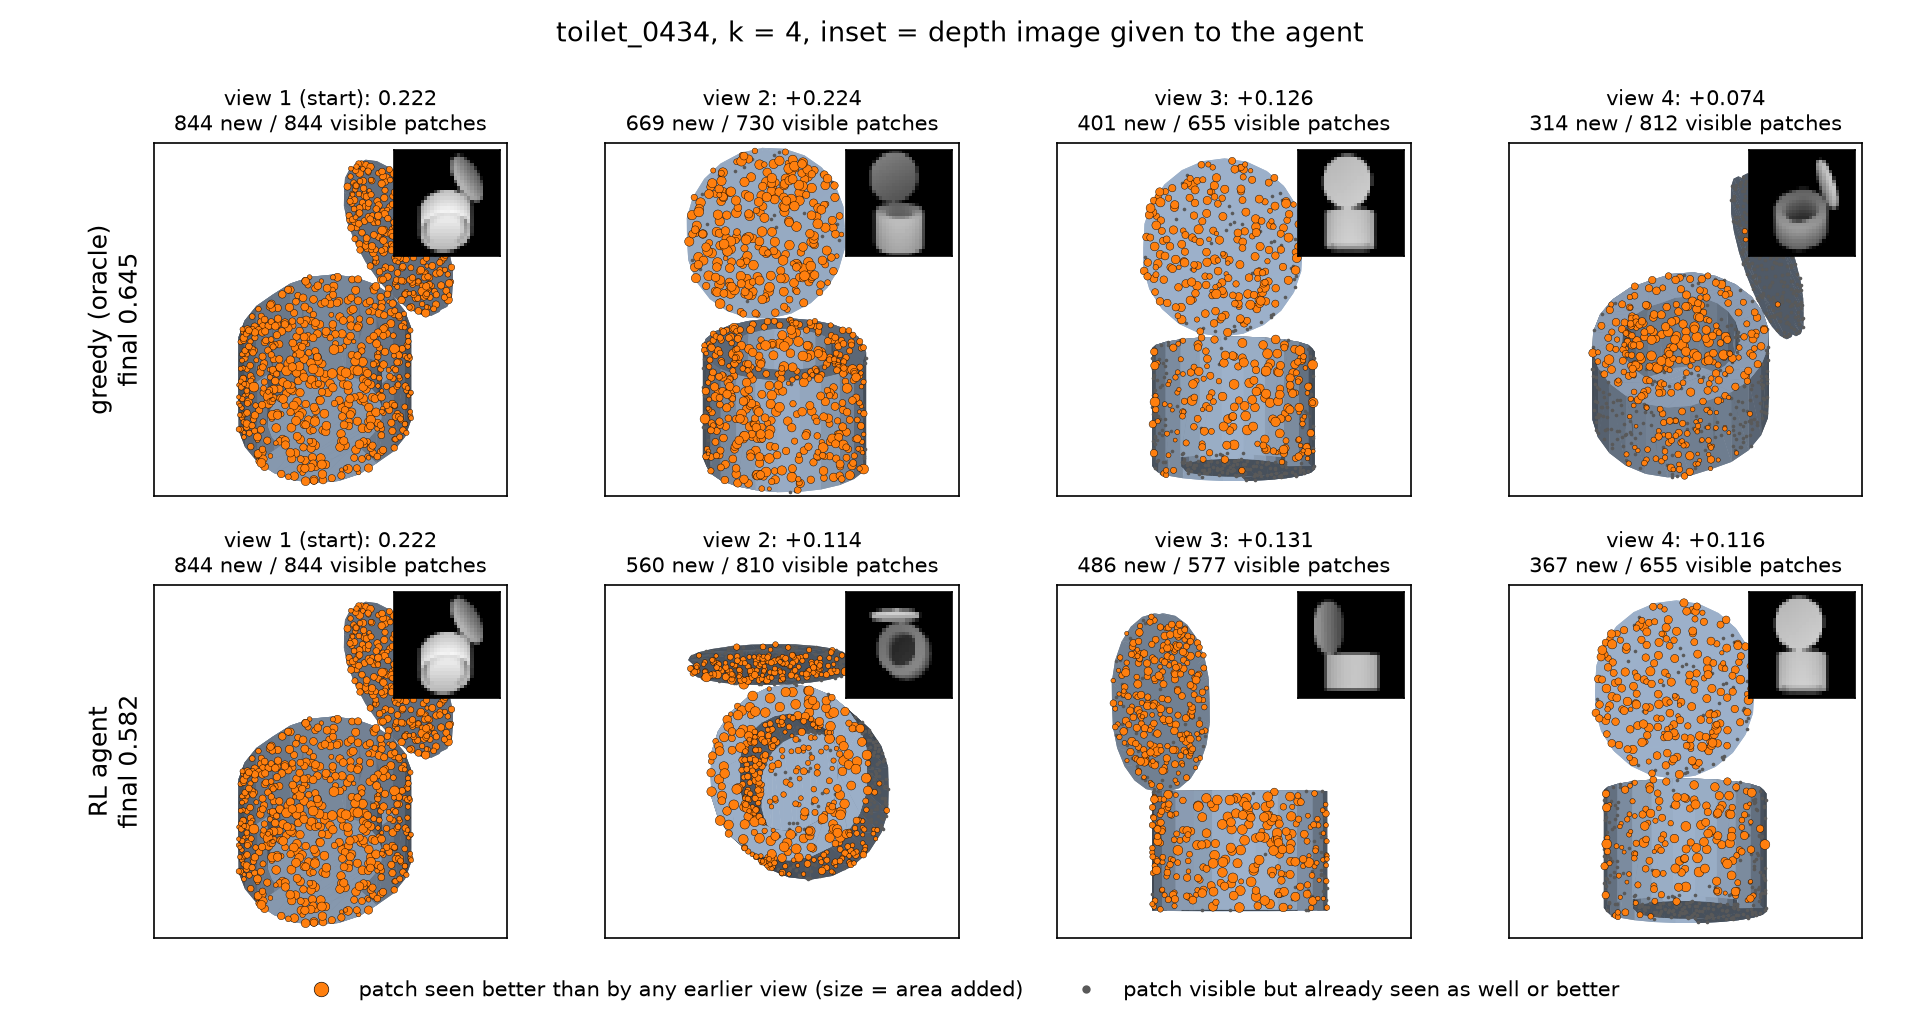 toilet_0434, k = 4, inset = depth image given to the agent
greedy (oracle)
final 0.645
view 1 (start): 0.222
844 new / 844 visible patches
view 2: +0.224
669 new / 730 visible patches
view 3: +0.126
401 new / 655 visible patches
view 4: +0.074
314 new / 812 visible patches
RL agent
final 0.582
view 1 (start): 0.222
844 new / 844 visible patches
view 2: +0.114
560 new / 810 visible patches
view 3: +0.131
486 new / 577 visible patches
view 4: +0.116
367 new / 655 visible patches
patch seen better than by any earlier view (size = area added)
patch visible but already seen as well or better